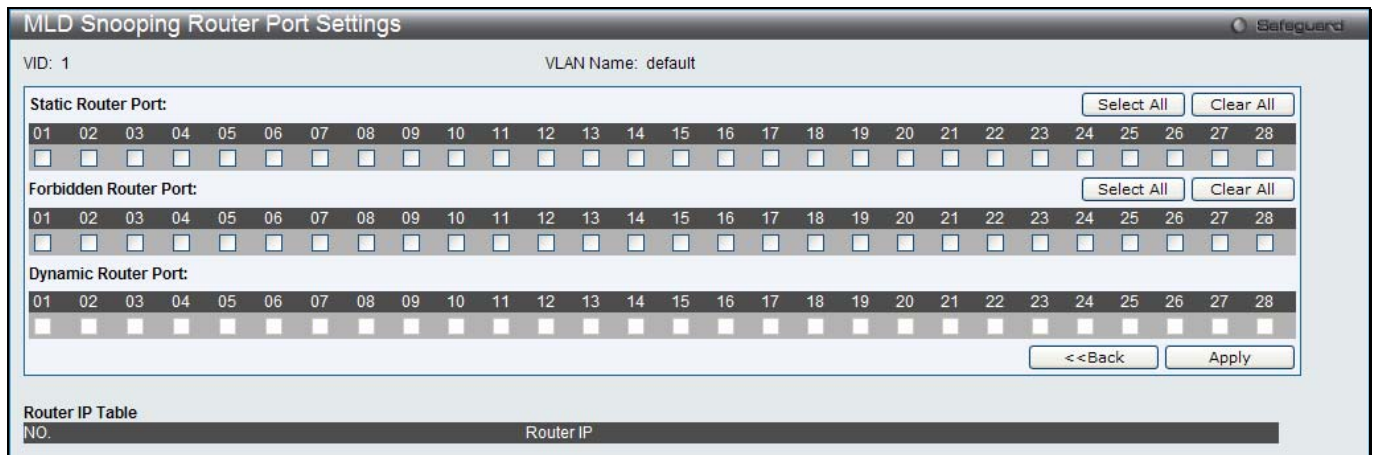 MLD Snooping Router Port Settings Safeguard
VID: 1 VLAN Name: default
Static Router Port: Select All Clear All
01 02 03 04 05 06 07 08 09 10 11 12 13 14 15 16 17 18 19 20 21 22 23 24 25 26 27 28
Forbidden Router Port: Select All Clear All
01 02 03 04 05 06 07 08 09 10 11 12 13 14 15 16 17 18 19 20 21 22 23 24 25 26 27 28
Dynamic Router Port:
01 02 03 04 05 06 07 08 09 10 11 12 13 14 15 16 17 18 19 20 21 22 23 24 25 26 27 28
<<Back Apply
Router IP Table
NO. Router IP